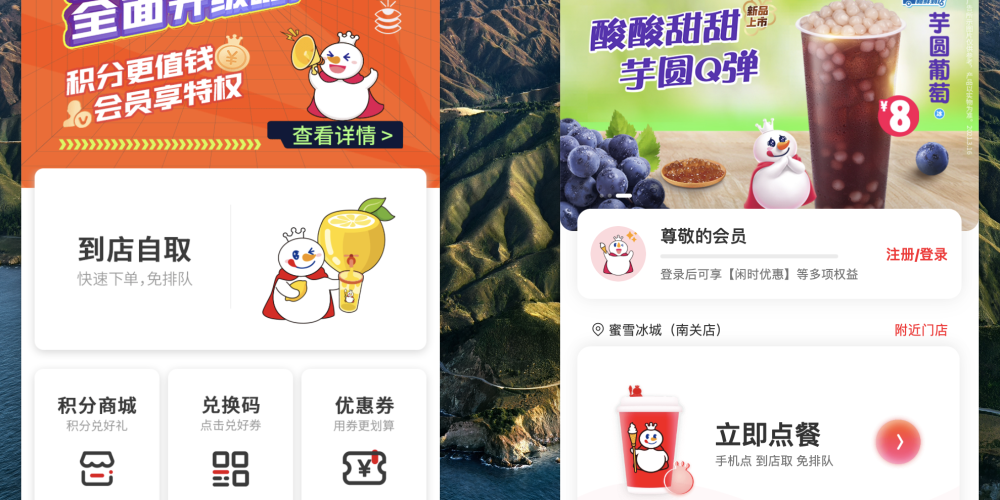 全面升级
积分更值钱
会员享特权
查看详情 >
到店自取
快速下单,免排队
积分商城
积分兑好礼
兑换码
点击兑好券
优惠券
用券更划算
酸酸甜甜
芋圆Q弹
新品
上市
芋圆葡萄
冰
¥8
尊敬的会员
登录后可享【闲时优惠】等多项权益
注册/登录
蜜雪冰城（南关店）
附近门店
立即点餐
手机点 到店取 免排队